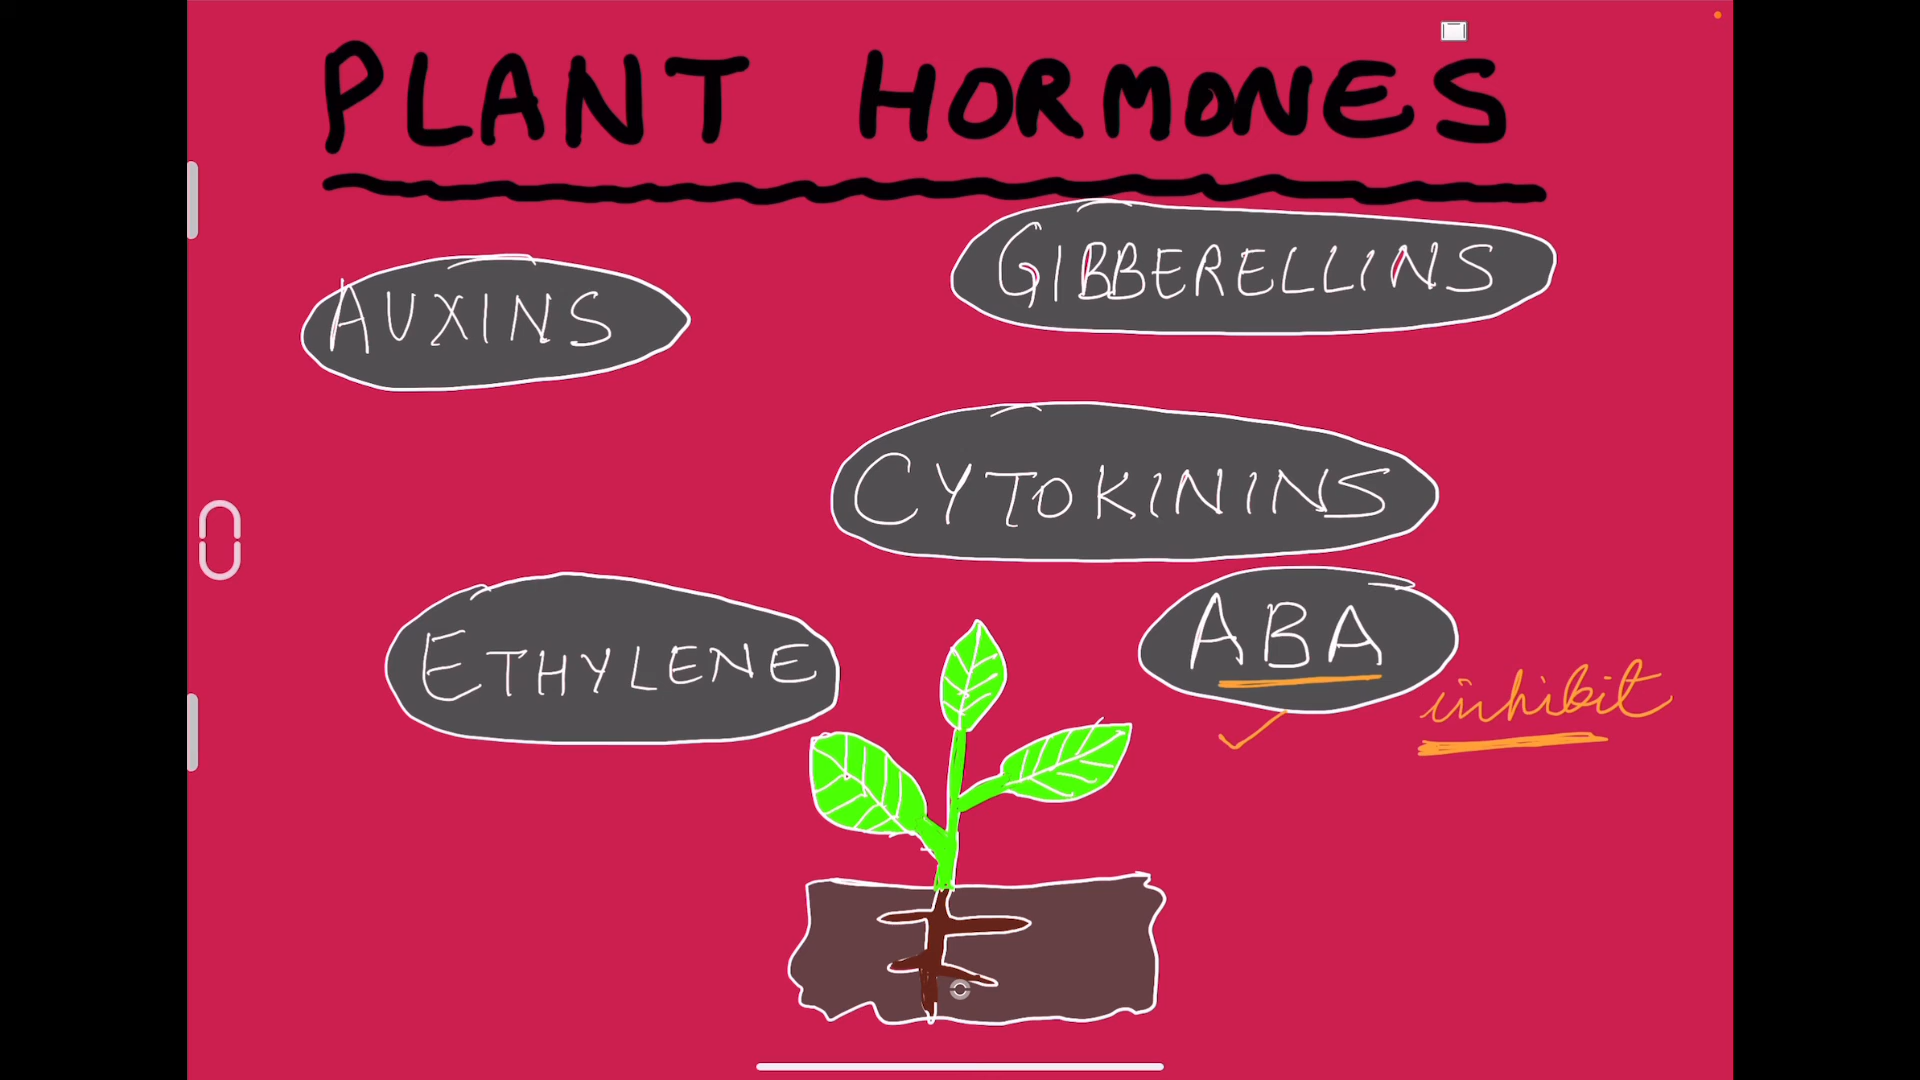 PLANT HORMONES
AUXINS
GIBBERELLINS
CYTOKININS
ETHYLENE
ABA
inhibit